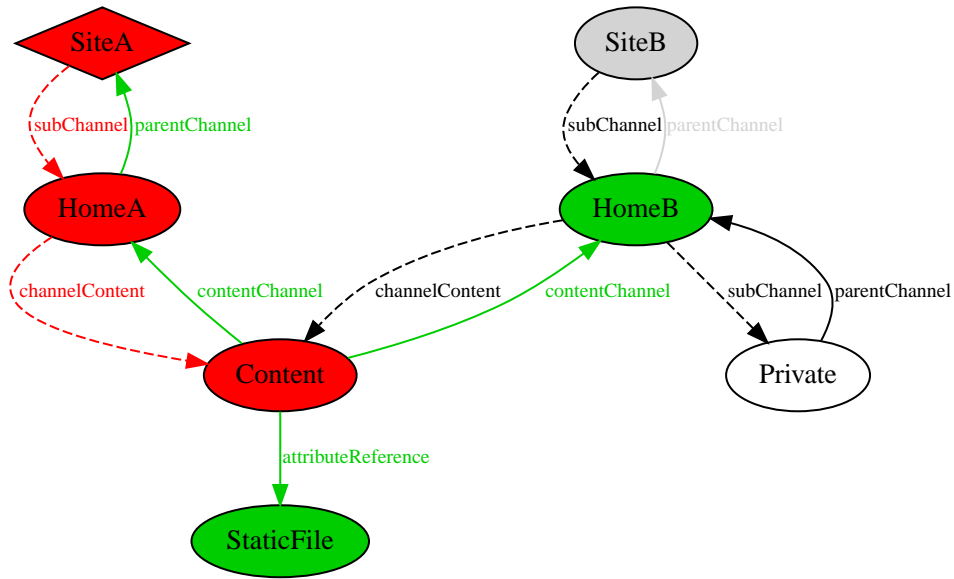 SiteA
SiteB
subChannel
parentChannel
subChannel
parentChannel
HomeA
HomeB
channelContent
contentChannel
channelContent
contentChannel
subChannel
parentChannel
Content
Private
attributeReference
StaticFile